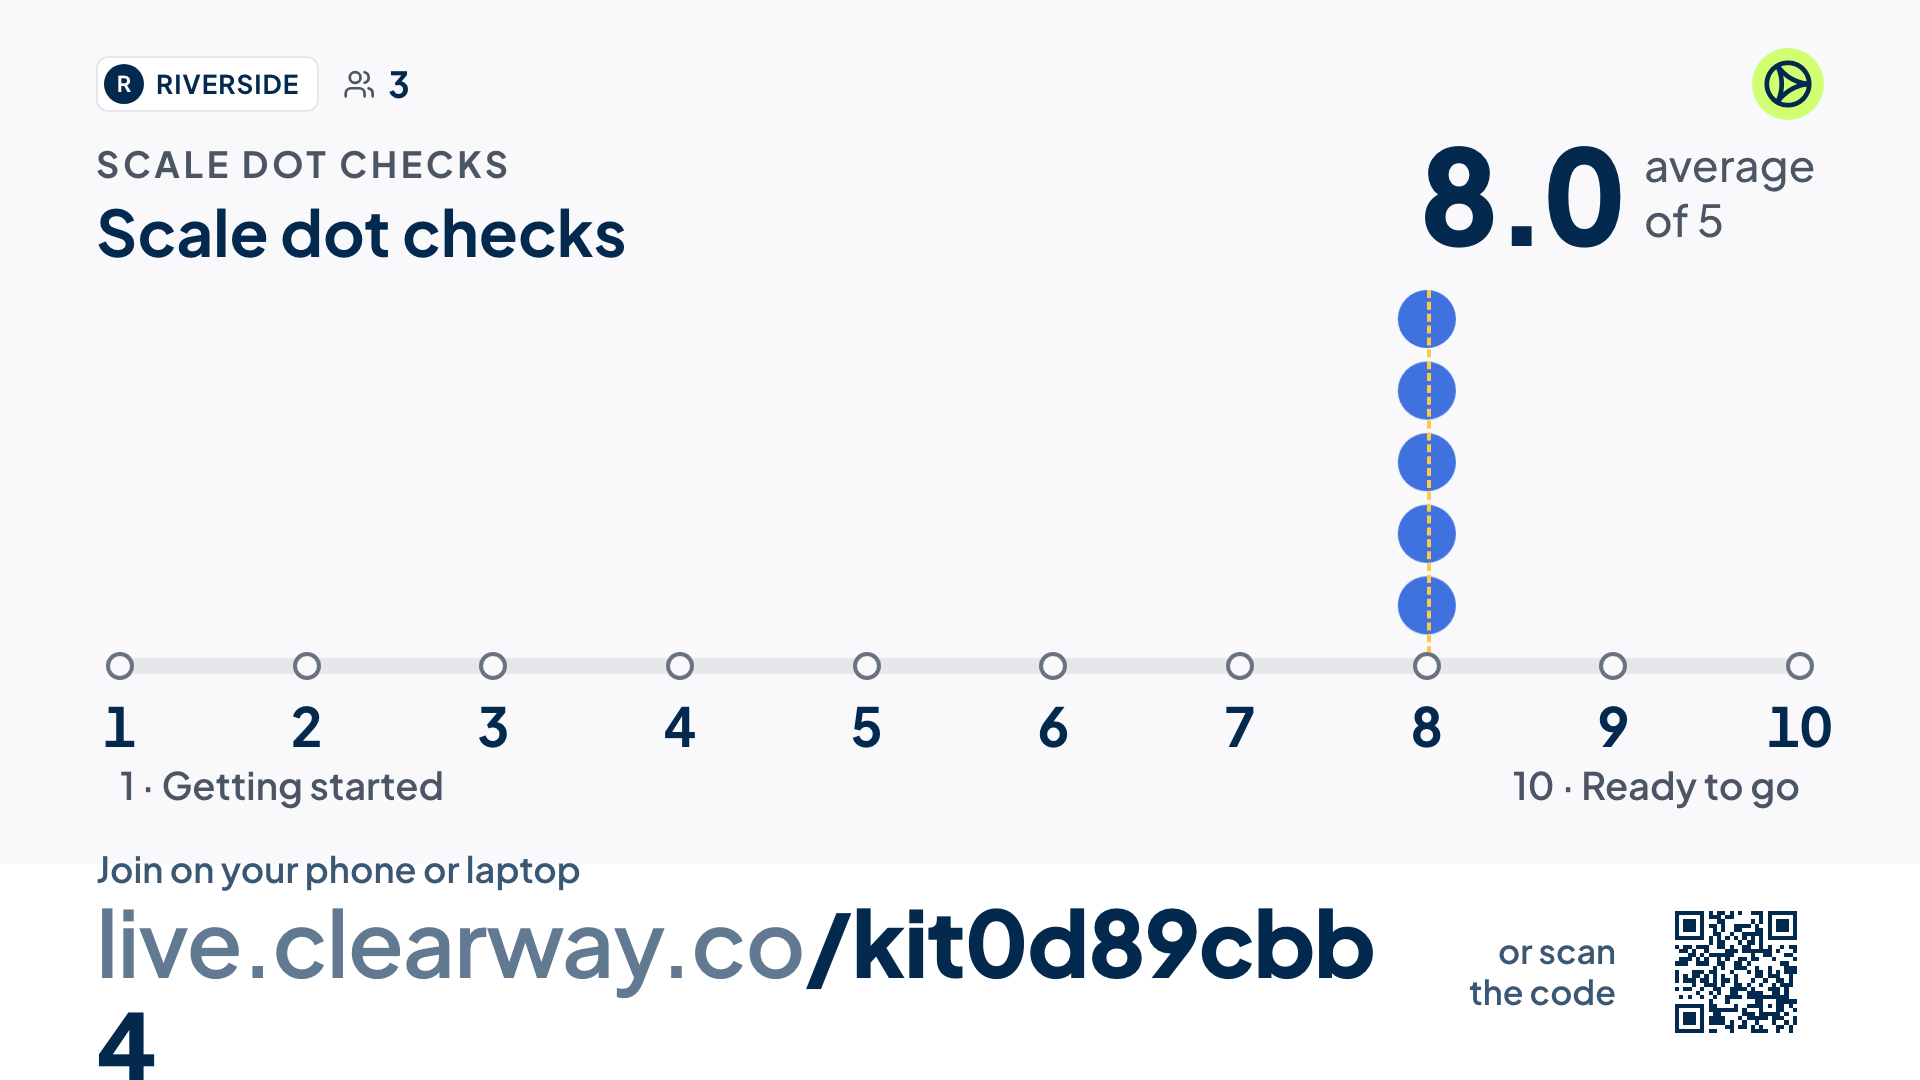 R RIVERSIDE 3
SCALE DOT CHECKS
Scale dot checks
8.0 average
of 5
1 2 3 4 5 6 7 8 9 10
1 · Getting started 10 · Ready to go
Join on your phone or laptop
live.clearway.co/kit0d89cbb
4
or scan
the code